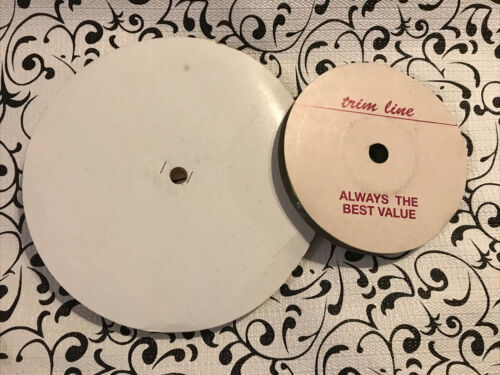 trim line
ALWAYS THE
BEST VALUE